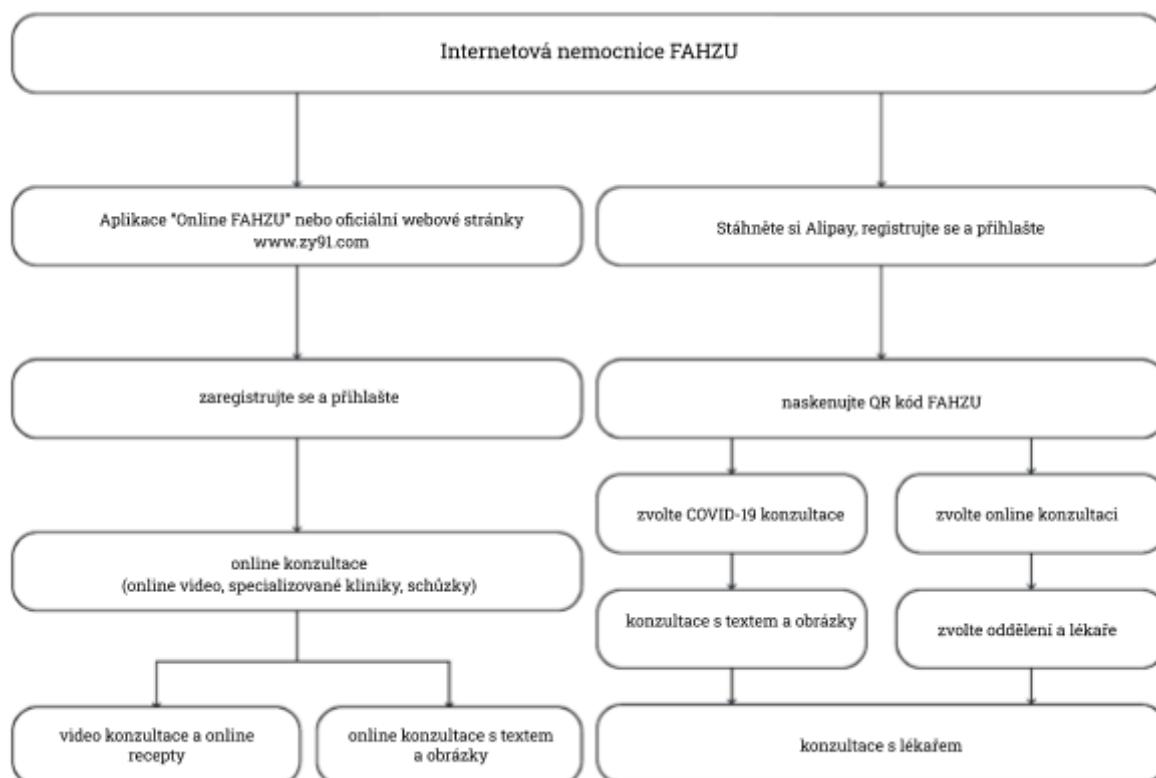 Internetová nemocnice FAHZU
Aplikace "Online FAHZU" nebo oficiální webové stránky
www.zy91.com
Stáhněte si Alipay, registrujte se a přihlašte
zaregistrujte se a přihlašte
naskenujte QR kód FAHZU
zvolte COVID-19 konzultace
zvolte online konzultaci
online konzultace
(online video, specializované kliniky, schůzky)
konzultace s textem a obrázky
zvolte oddělení a lékaře
video konzultace a online
recepty
online konzultace s textem
a obrázky
konzultace s lékařem